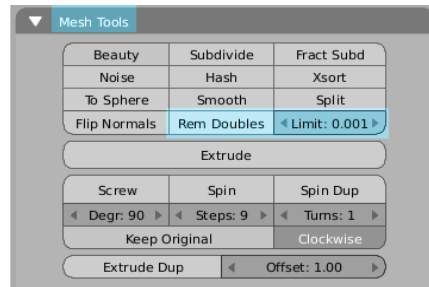 Mesh Tools
Beauty Subdivide Fract Subd
Noise Hash Xsort
To Sphere Smooth Split
Flip Normals Rem Doubles Limit: 0.001
Extrude
Screw Spin Spin Dup
Degr: 90 Steps: 9 Turns: 1
Keep Original Clockwise
Extrude Dup Offset: 1.00